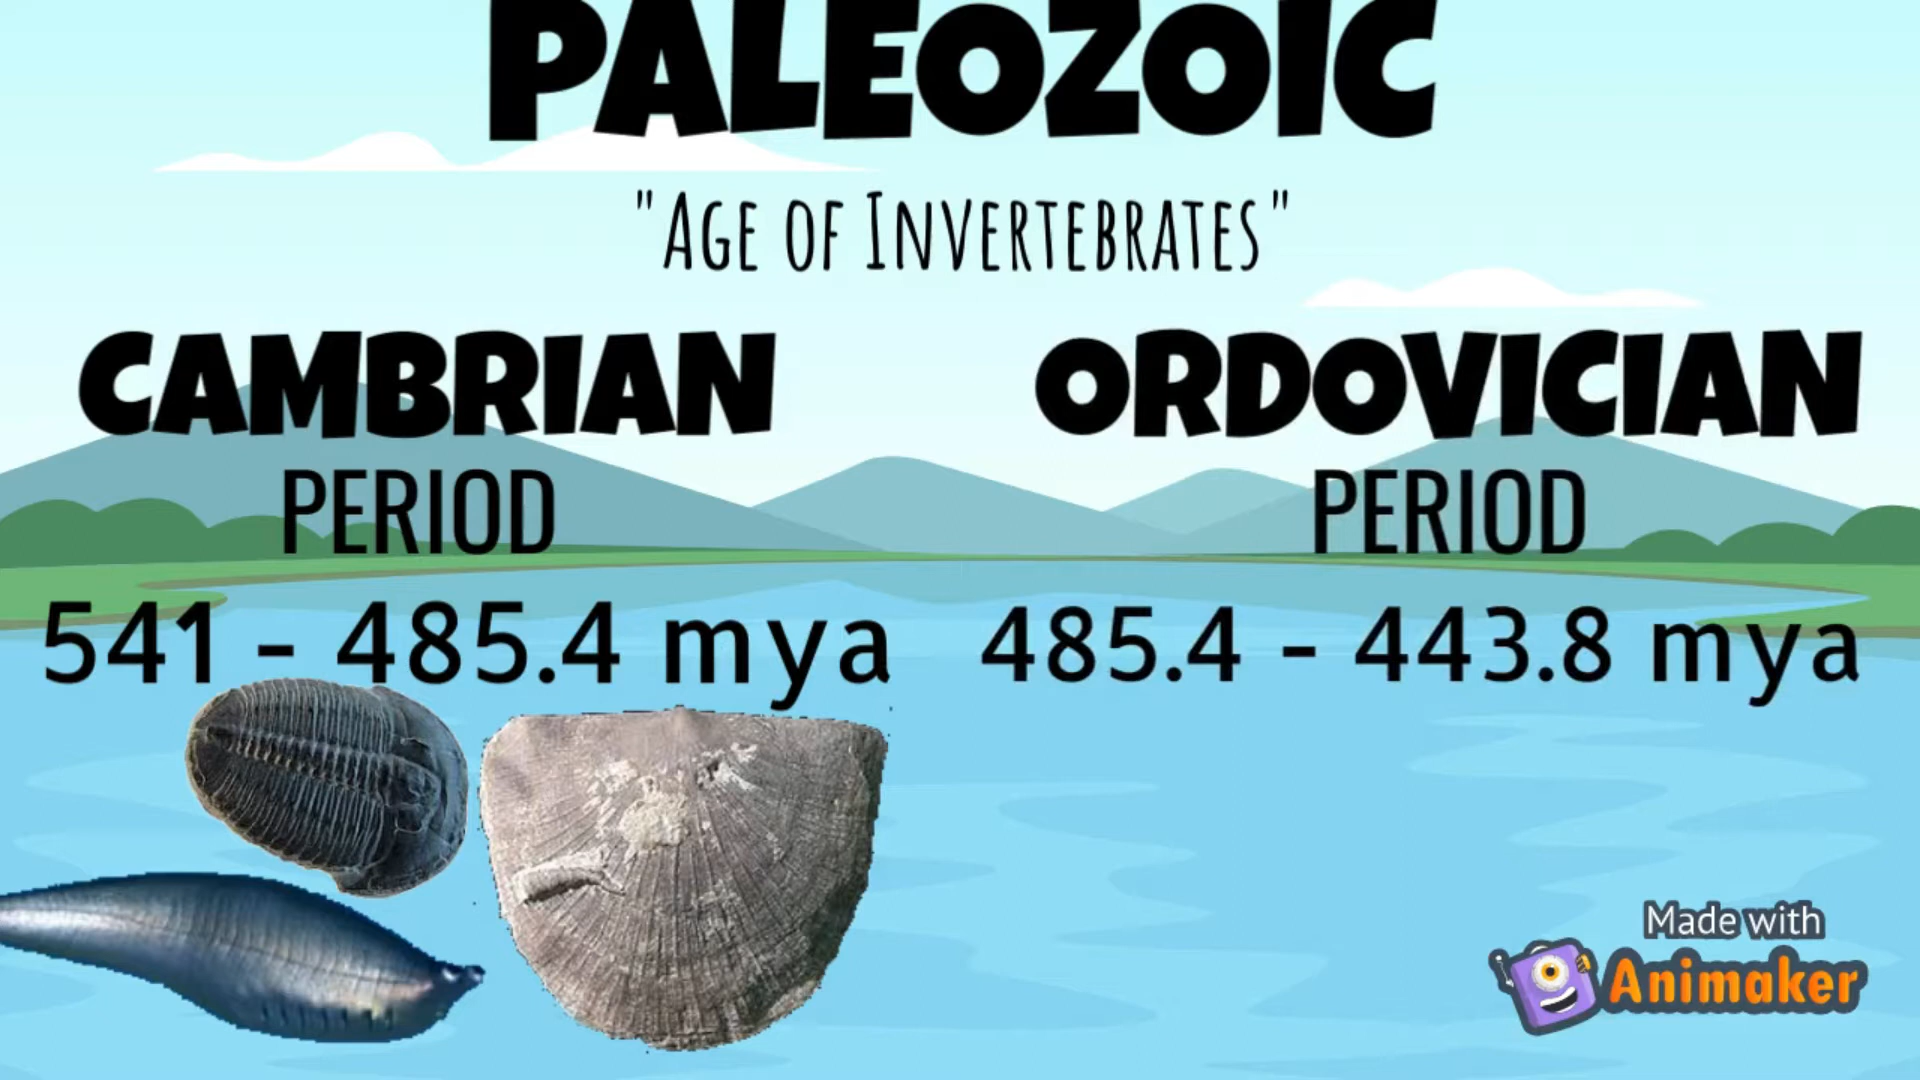 PALEOZOIC
"AGE OF INVERTEBRATES"
CAMBRIAN
PERIOD
541 - 485.4 mya
ORDOVICIAN
PERIOD
485.4 - 443.8 mya
Made with
Animaker